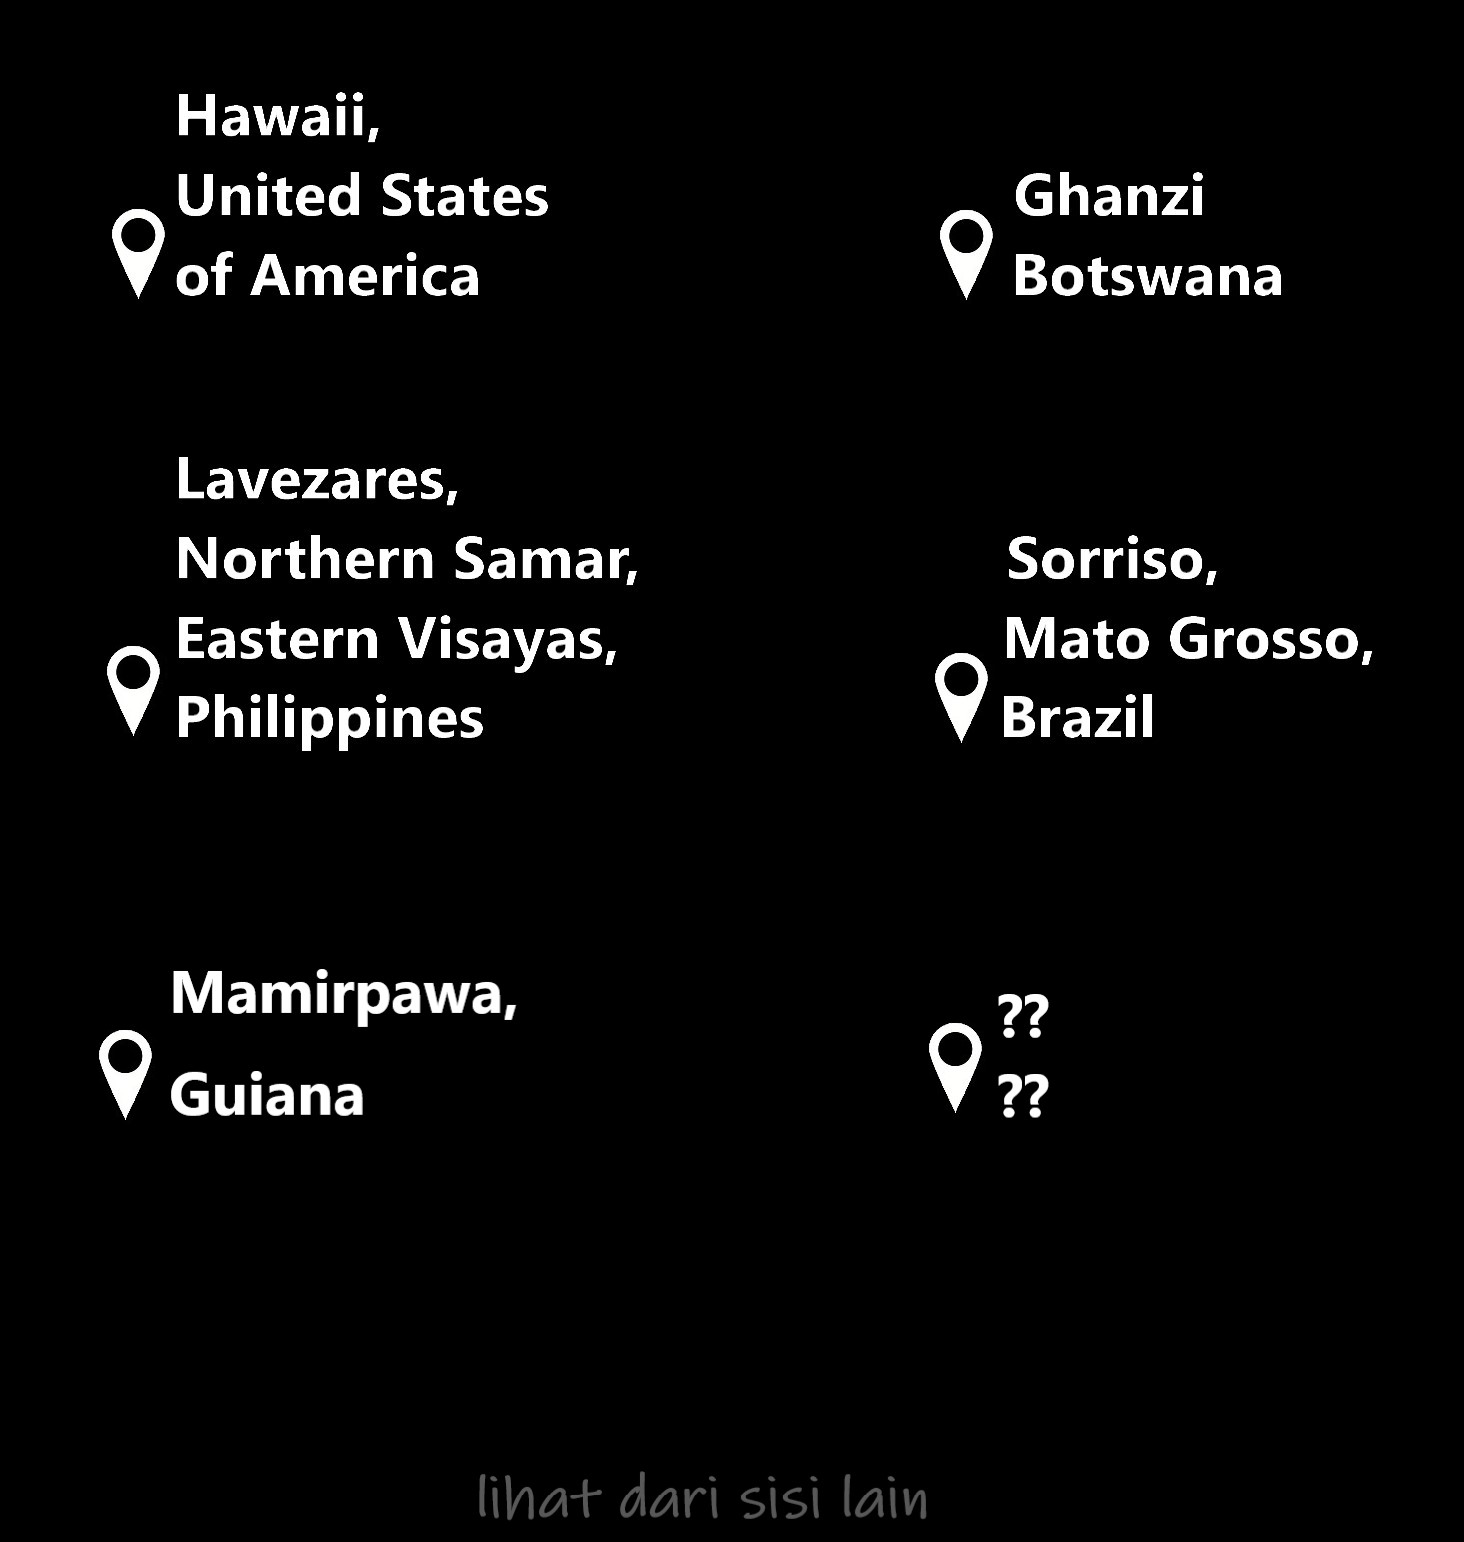 Hawaii,
United States
of America
Ghanzi
Botswana
Lavezares,
Northern Samar,
Eastern Visayas,
Philippines
Sorriso,
Mato Grosso,
Brazil
Mamirpawa,
Guiana
??
??
lihat dari sisi lain